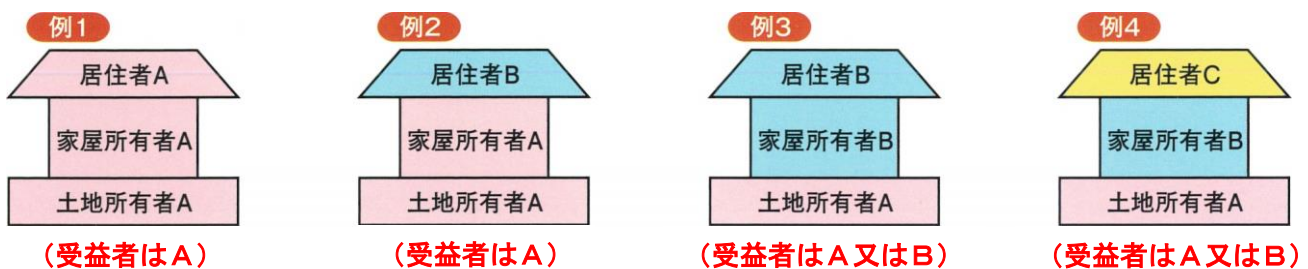 例1
居住者A
家屋所有者A
土地所有者A
（受益者はA）
例2
居住者B
家屋所有者A
土地所有者A
（受益者はA）
例3
居住者B
家屋所有者B
土地所有者A
（受益者はA又はB）
例4
居住者C
家屋所有者B
土地所有者A
（受益者はA又はB）